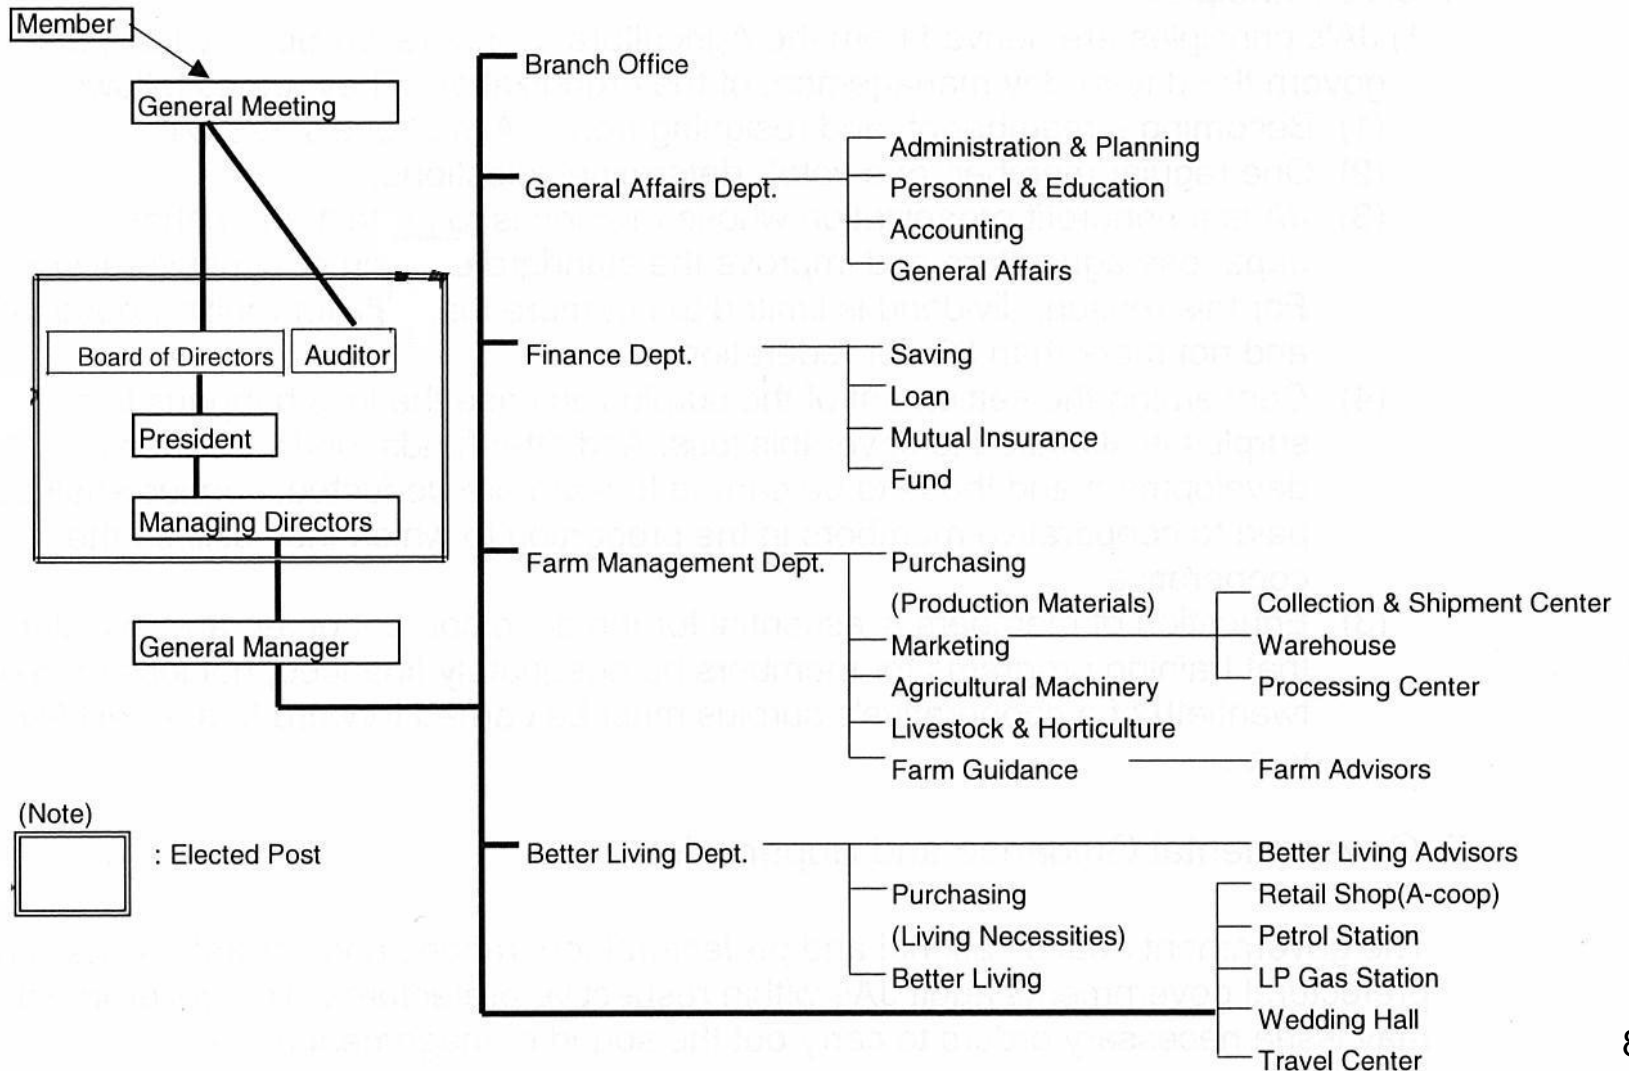 Member
General Meeting
Board of Directors
Auditor
President
Managing Directors
General Manager
(Note)
: Elected Post
Branch Office
General Affairs Dept.
Administration & Planning
Personnel & Education
Accounting
General Affairs
Finance Dept.
Saving
Loan
Mutual Insurance
Fund
Farm Management Dept.
Purchasing
(Production Materials)
Marketing
Agricultural Machinery
Livestock & Horticulture
Farm Guidance
Collection & Shipment Center
Warehouse
Processing Center
Farm Advisors
Better Living Dept.
Purchasing
(Living Necessities)
Better Living
Better Living Advisors
Retail Shop(A-coop)
Petrol Station
LP Gas Station
Wedding Hall
Travel Center